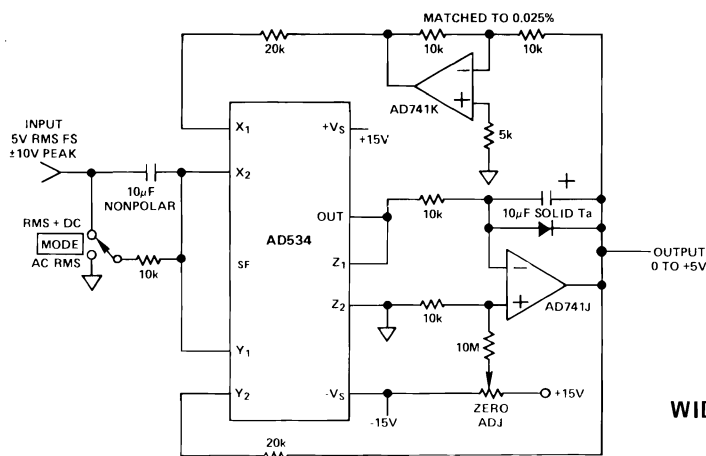 MATCHED TO 0.025%
20k
10k
10k
AD741K
5k
INPUT
5V RMS FS
±10V PEAK
X1
+VS
+15V
X2
10μF
NONPOLAR
10k
+
10μF SOLID Ta
RMS + DC
MODE
AC RMS
10k
OUT
AD534
SF
Z1
OUTPUT
0 TO +5V
AD741J
Z2
10k
10M
Y1
Y2
-VS
-15V
ZERO
ADJ
+15V
20k